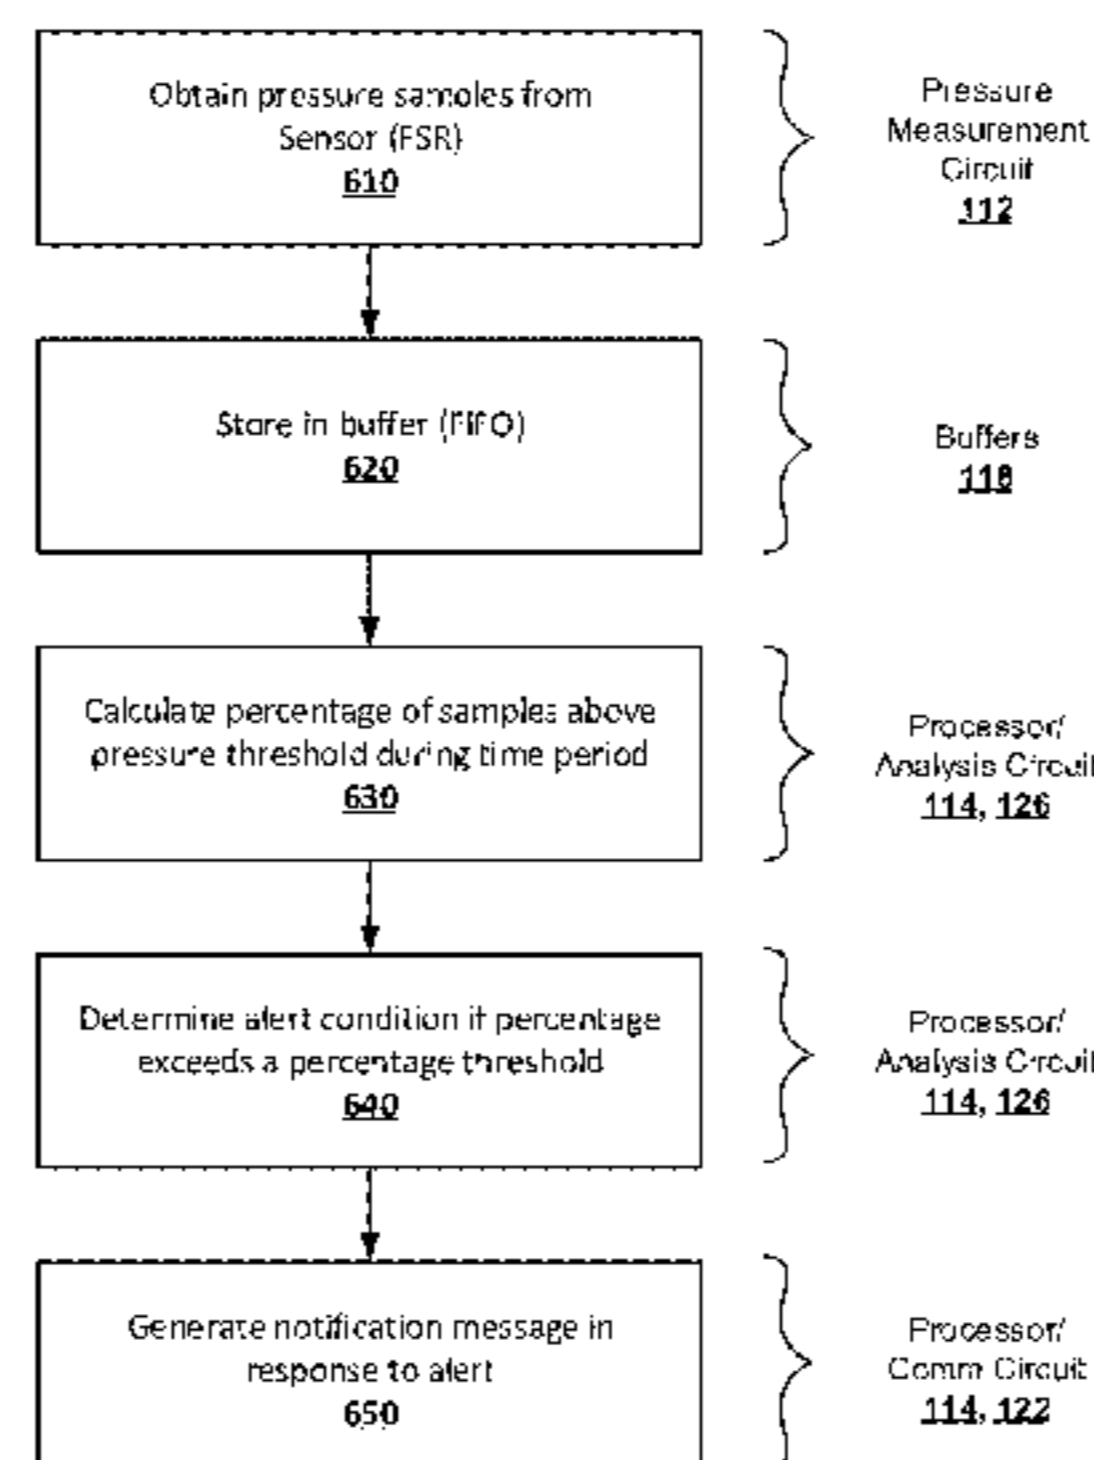 Obtain pressure samples from
Sensor (FSR)
610
Pressure
Measurement
Circuit
112
Store in buffer (FIFO)
620
Buffers
118
Calculate percentage of samples above
pressure threshold during time period
630
Processor/
Analysis Circuit
114, 126
Determine alert condition if percentage
exceeds a percentage threshold
640
Processor/
Analysis Circuit
114, 126
Generate notification message in
response to alert
650
Processor/
Comm Circuit
114, 122